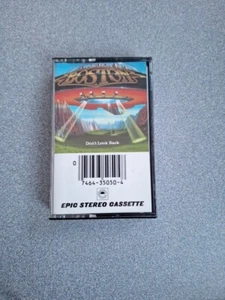 BOSTON
Don't Look Back
0
7464-35050-4
EPIC STEREO CASSETTE